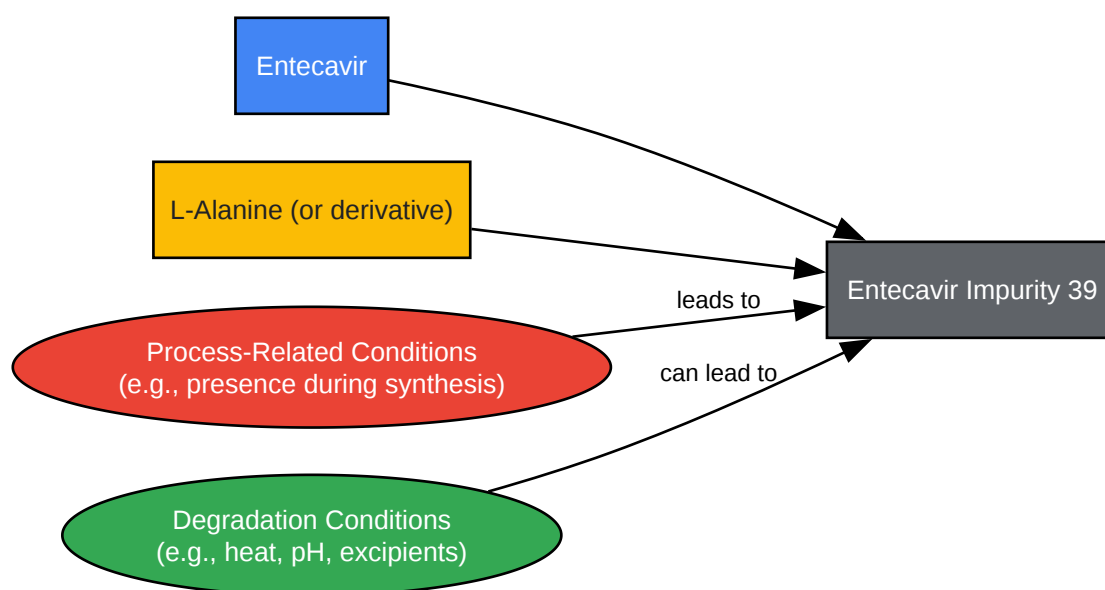 Entecavir
L-Alanine (or derivative)
Entecavir Impurity 39
leads to
Process-Related Conditions
(e.g., presence during synthesis)
can lead to
Degradation Conditions
(e.g., heat, pH, excipients)